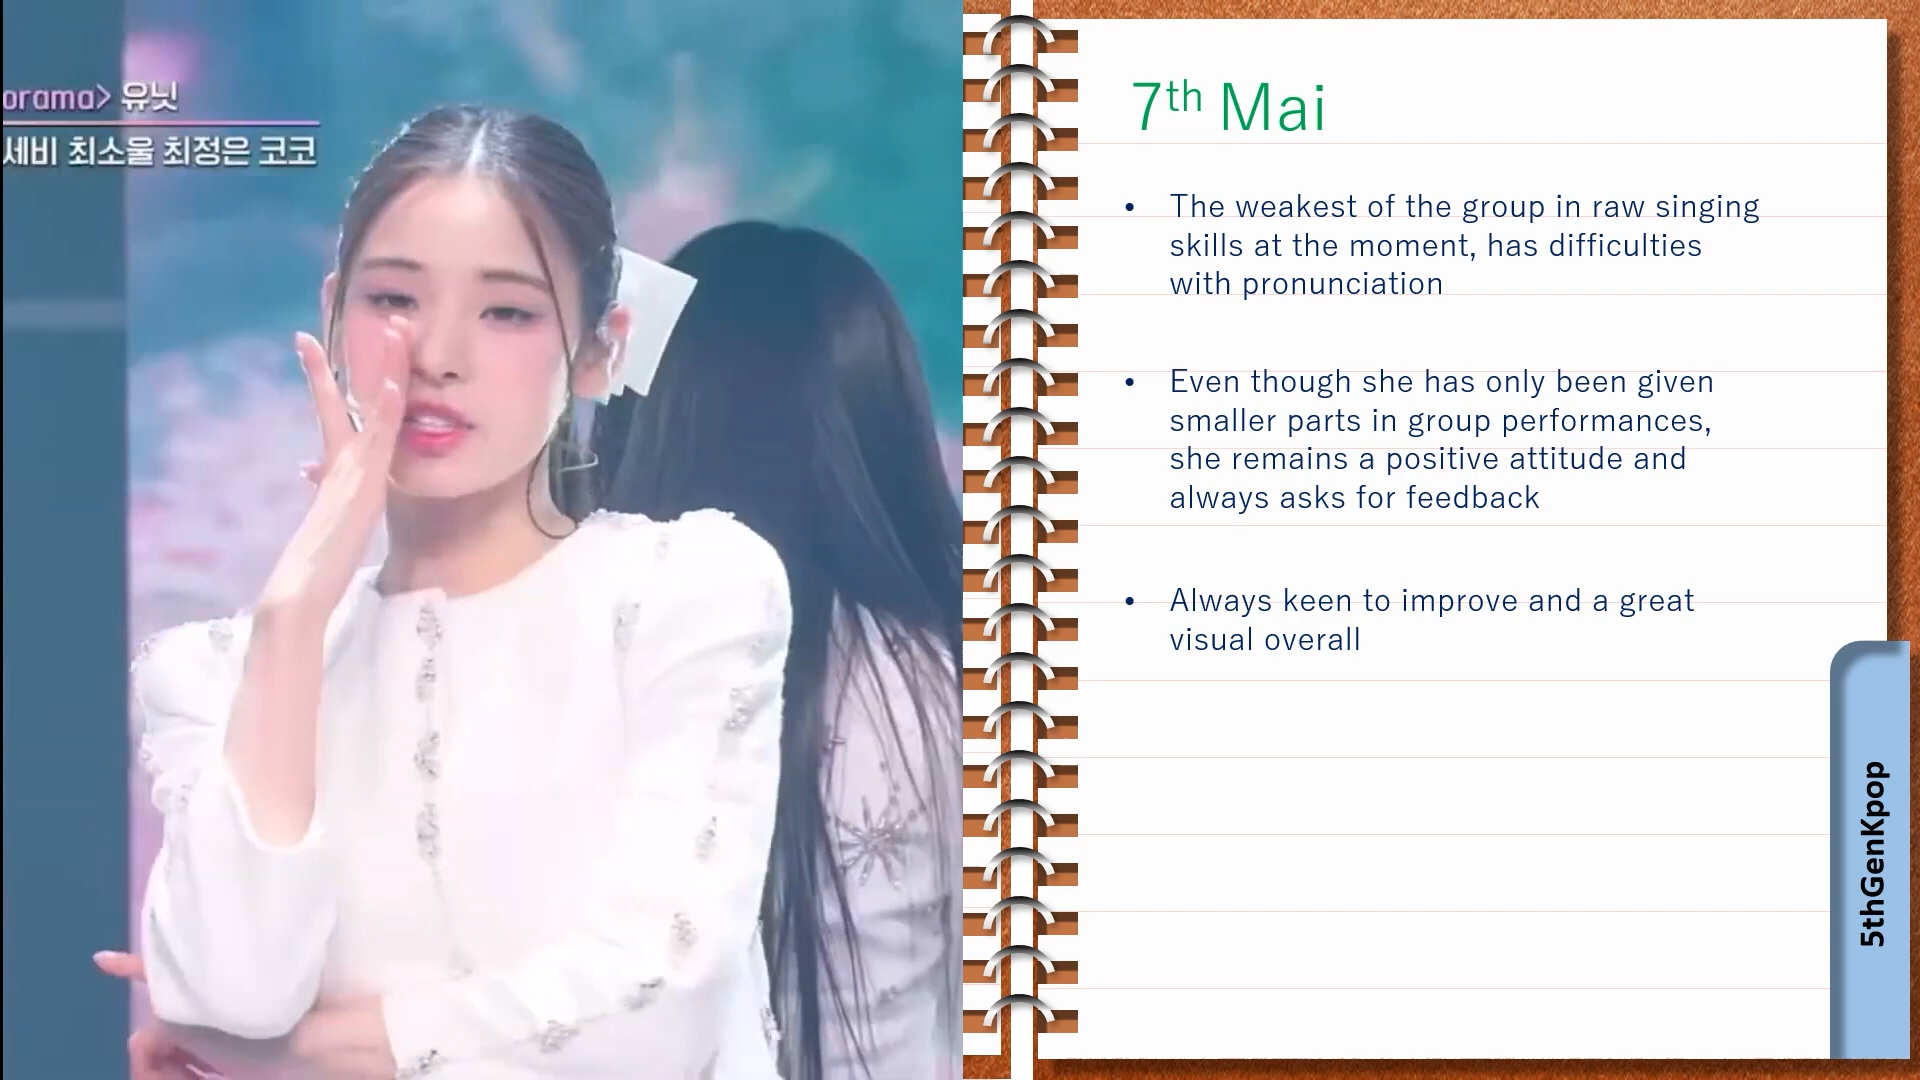 orama> 유닛
세비 최소울 최정은 코코
7th Mai
• The weakest of the group in raw singing
skills at the moment, has difficulties
with pronunciation
• Even though she has only been given
smaller parts in group performances,
she remains a positive attitude and
always asks for feedback
• Always keen to improve and a great
visual overall
5thGenKpop